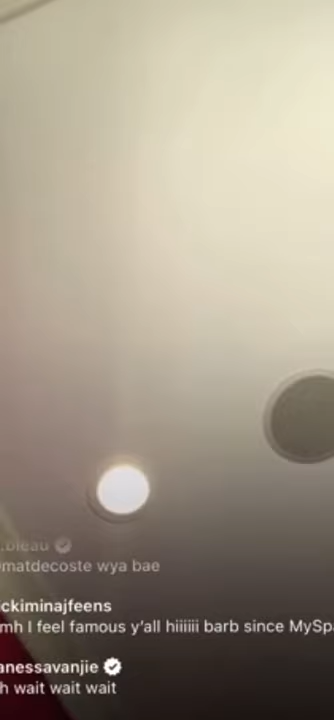 .bleau
matdecoste wya bae
ckiminajfeens
mh I feel famous y'all hiiiiii barb since MySpa
anessavanjie
h wait wait wait